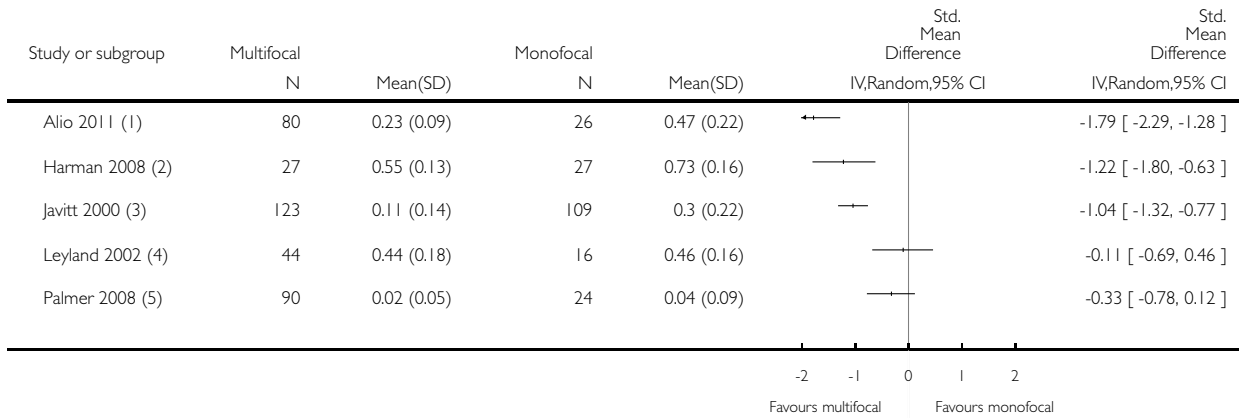 Std. Std.
Mean Mean
Study or subgroup Multifocal Monofocal Difference Difference
N Mean(SD) N Mean(SD) IV,Random,95% CI IV,Random,95% CI
Alio 2011 (1) 80 0.23 (0.09) 26 0.47 (0.22) -1.79 [ -2.29, -1.28 ]
Harman 2008 (2) 27 0.55 (0.13) 27 0.73 (0.16) -1.22 [ -1.80, -0.63 ]
Javitt 2000 (3) 123 0.11 (0.14) 109 0.3 (0.22) -1.04 [ -1.32, -0.77 ]
Leyland 2002 (4) 44 0.44 (0.18) 16 0.46 (0.16) -0.11 [ -0.69, 0.46 ]
Palmer 2008 (5) 90 0.02 (0.05) 24 0.04 (0.09) -0.33 [ -0.78, 0.12 ]
-2 -1 0 1 2
Favours multifocal Favours monofocal